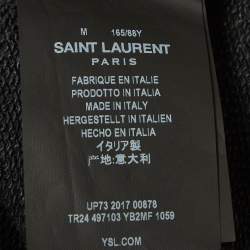 M 165/88Y
SAINT LAURENT
PARIS
FABRIQUE EN ITALIE
PRODOTTO IN ITALIA
MADE IN ITALY
HERGESTELLT IN ITALIEN
HECHO EN ITALIA
イタリア製
地:意大利
UP73 2017 00878
TR24 497103 YB2MF 1059
YSL.COM